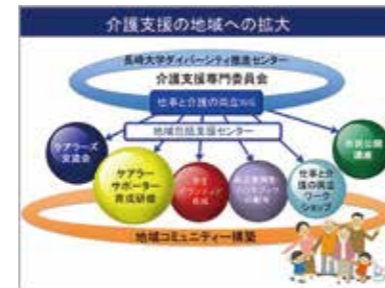 介護支援の地域への拡大
長崎大学ダイバーシティ推進センター
介護支援専門委員会
仕事と介護の両立
地域包括支援センター
ケアラーズ
交流会
ケアラー
サポーター
育成研修
学生
ボランティア
育成
仕事と介
護の両立
ワーク
ショップ
市民公開
講座
地域コミュニティー構築